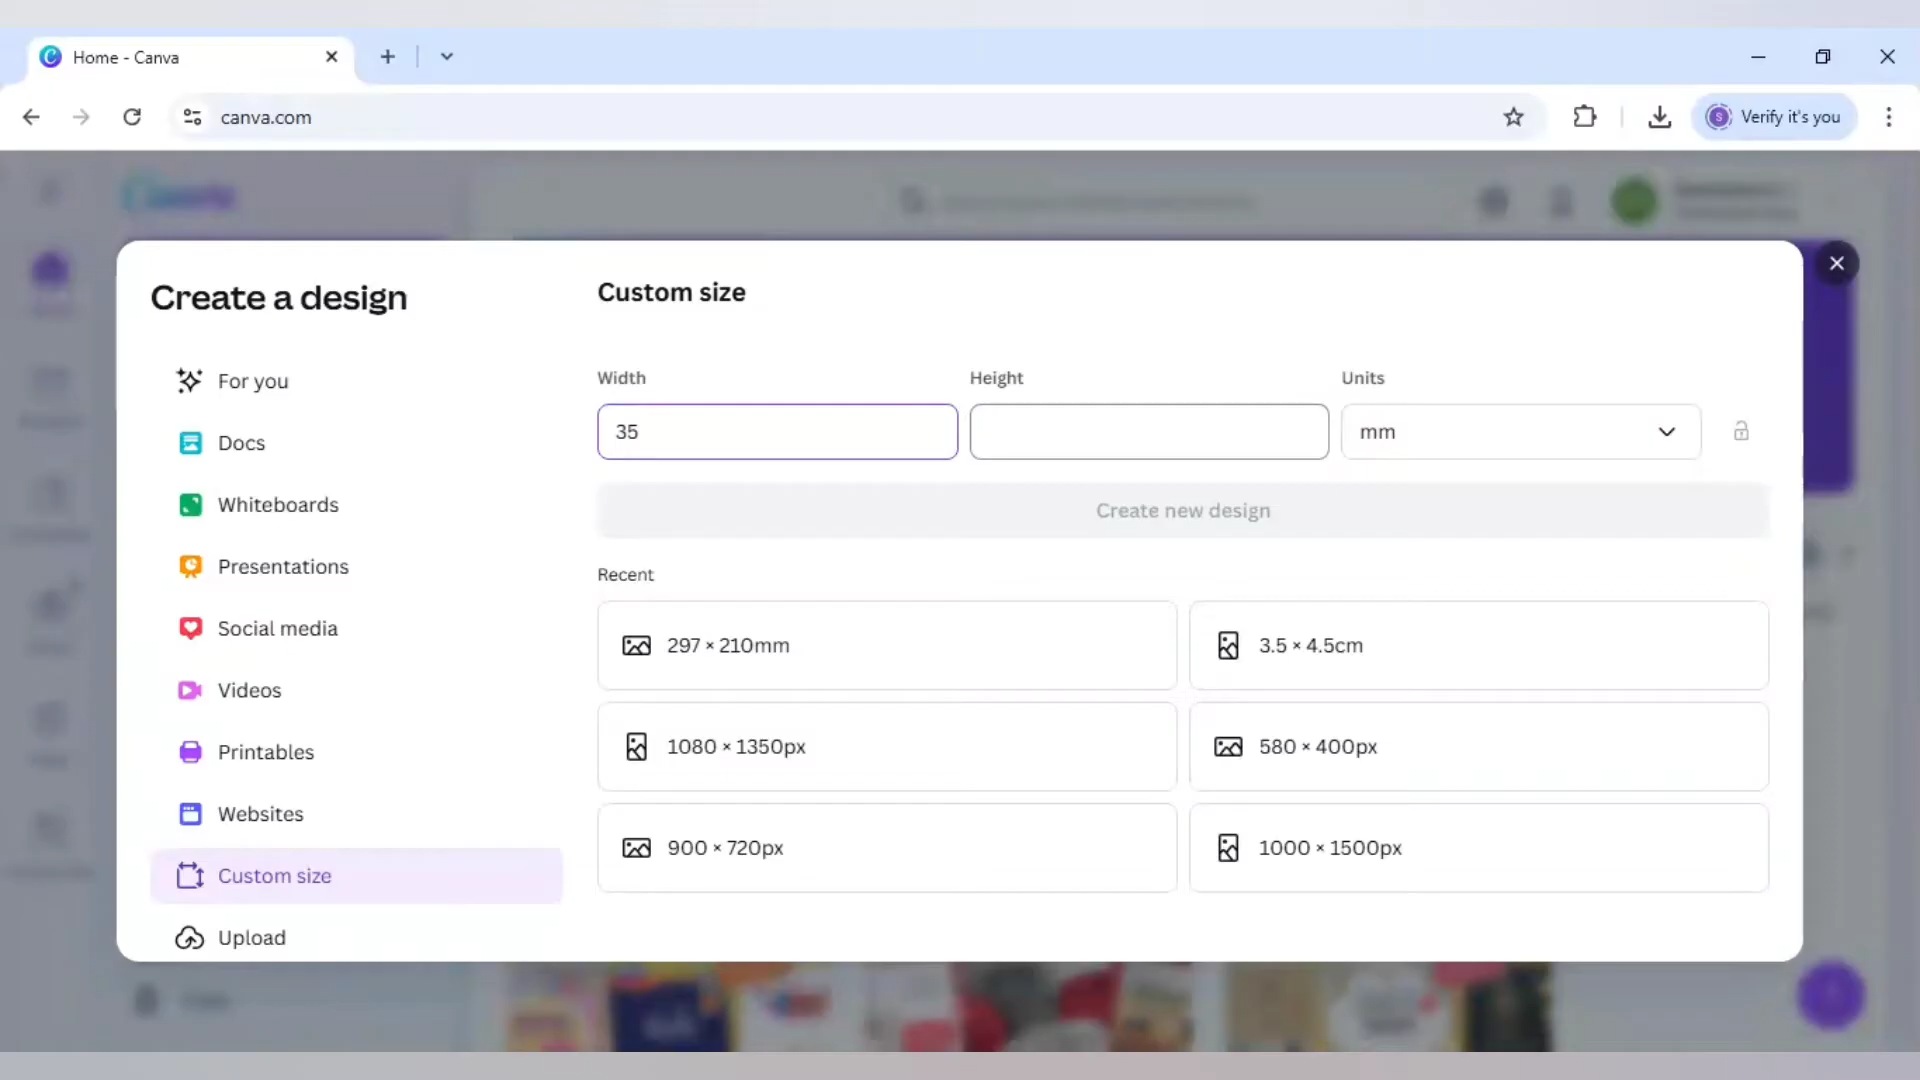 Home - Canva
canva.com
S
Verify it's you
Create a design
For you
Docs
Whiteboards
Presentations
Social media
Videos
Printables
Websites
Custom size
Upload
Custom size
Width
Height
Units
35
mm
Create new design
Recent
297 × 210mm
3.5 × 4.5cm
1080 × 1350px
580 × 400px
900 × 720px
1000 × 1500px